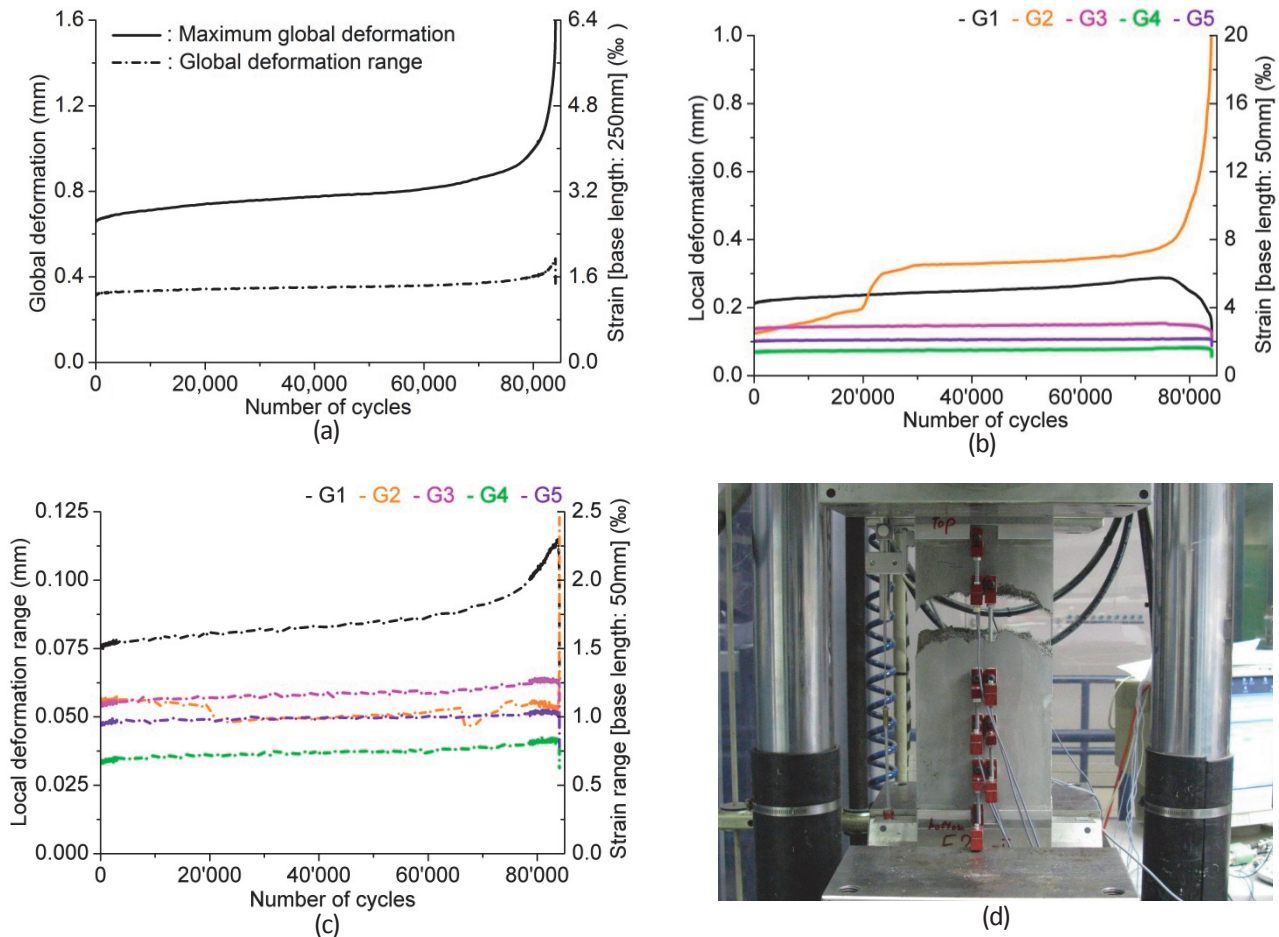 1.6
1.2
0.8
0.4
0.0
Global deformation (mm)
— : Maximum global deformation
-·-·- : Global deformation range
6.4
4.8
3.2
1.6
0.0
Strain [base length: 250mm] (‰)
0 20,000 40,000 60,000 80,000
Number of cycles
(a)
- G1 - G2 - G3 - G4 - G5
1.0
0.8
0.6
0.4
0.2
0.0
Local deformation (mm)
20
16
12
8
4
0
Strain [base length: 50mm] (‰)
0 20'000 40'000 60'000 80'000
Number of cycles
(b)
- G1 - G2 - G3 - G4 - G5
0.125
0.100
0.075
0.050
0.025
0.000
Local deformation range (mm)
2.5
2.0
1.5
1.0
0.5
0.0
Strain range [base length: 50mm] (‰)
0 20'000 40'000 60'000 80'000
Number of cycles
(c)
Top
bottom
(d)